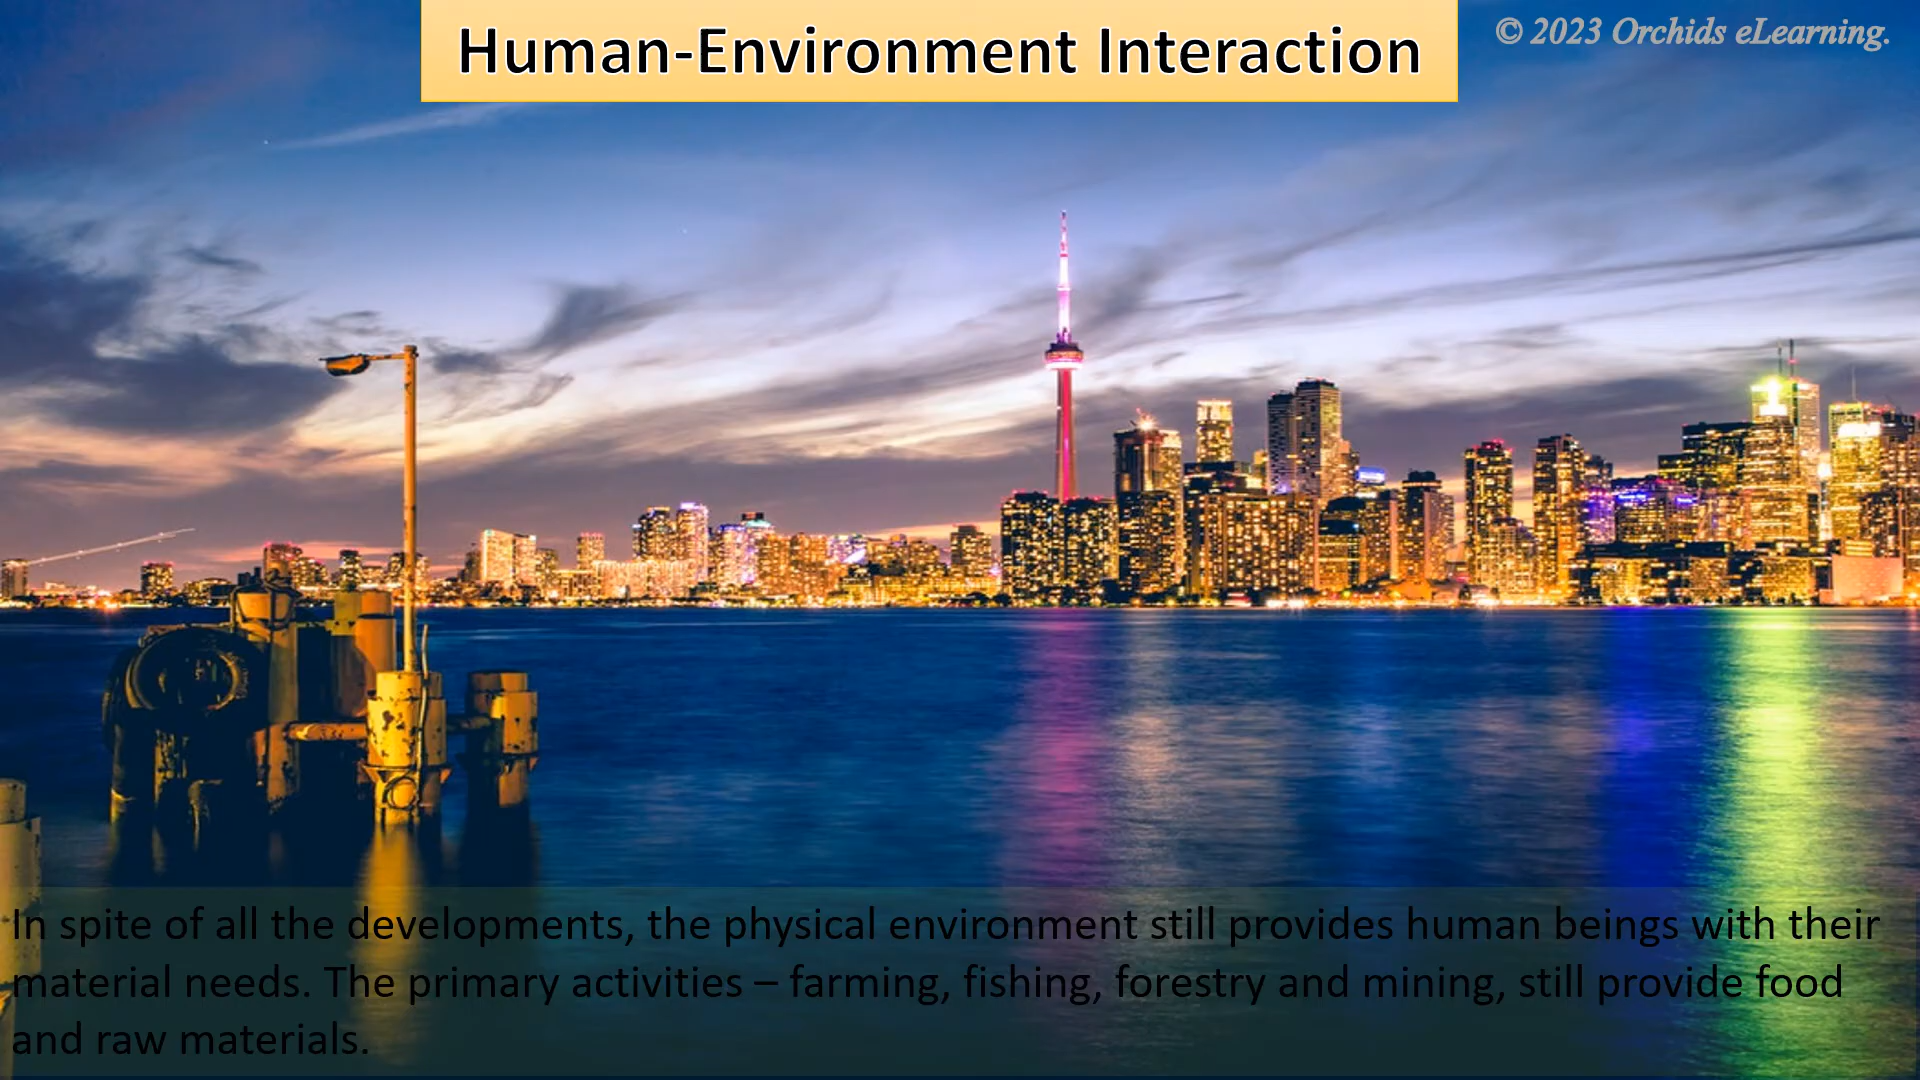 Human-Environment Interaction
© 2023 Orchids eLearning.
In spite of all the developments, the physical environment still provides human beings with their
material needs. The primary activities – farming, fishing, forestry and mining, still provide food
and raw materials.